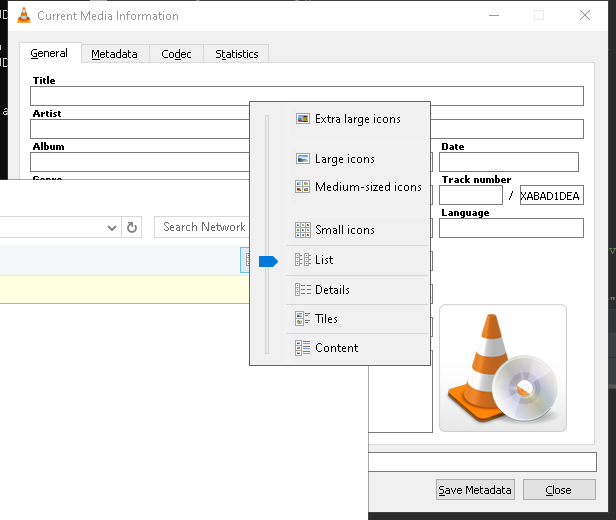 Current Media Information
General
Metadata
Codec
Statistics
Title
Artist
Album
Date
Genre
Track number
/ XABAD1DEA
Language
Search Network
Extra large icons
Large icons
Medium-sized icons
Small icons
List
Details
Tiles
Content
Save Metadata
Close